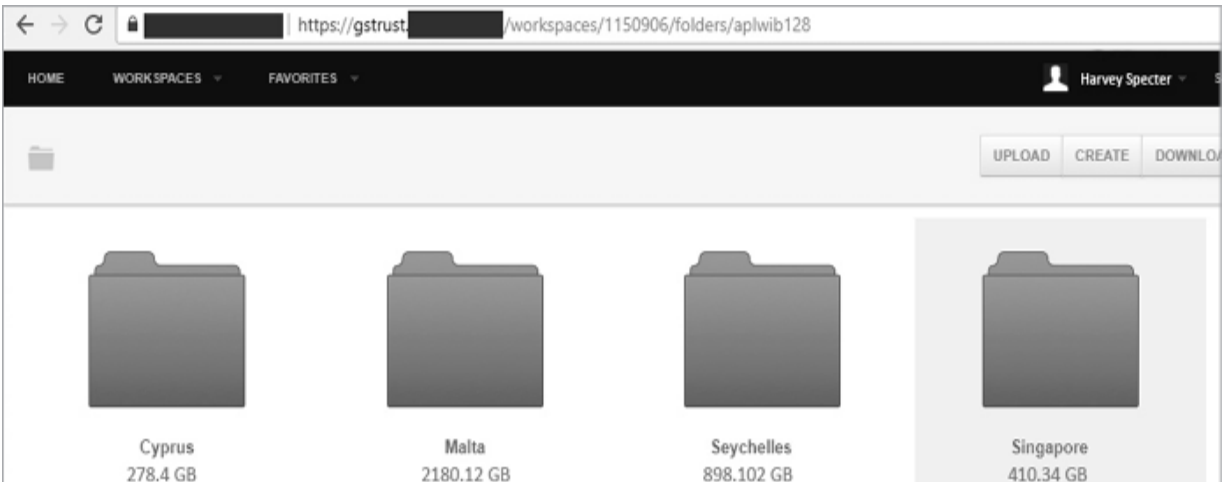 https://gstrust. /workspaces/1150906/folders/aplwib128
HOME WORKSPACES FAVORITES Harvey Specter
UPLOAD CREATE DOWNLOA
Cyprus Malta Seychelles Singapore
278.4 GB 2180.12 GB 898.102 GB 410.34 GB